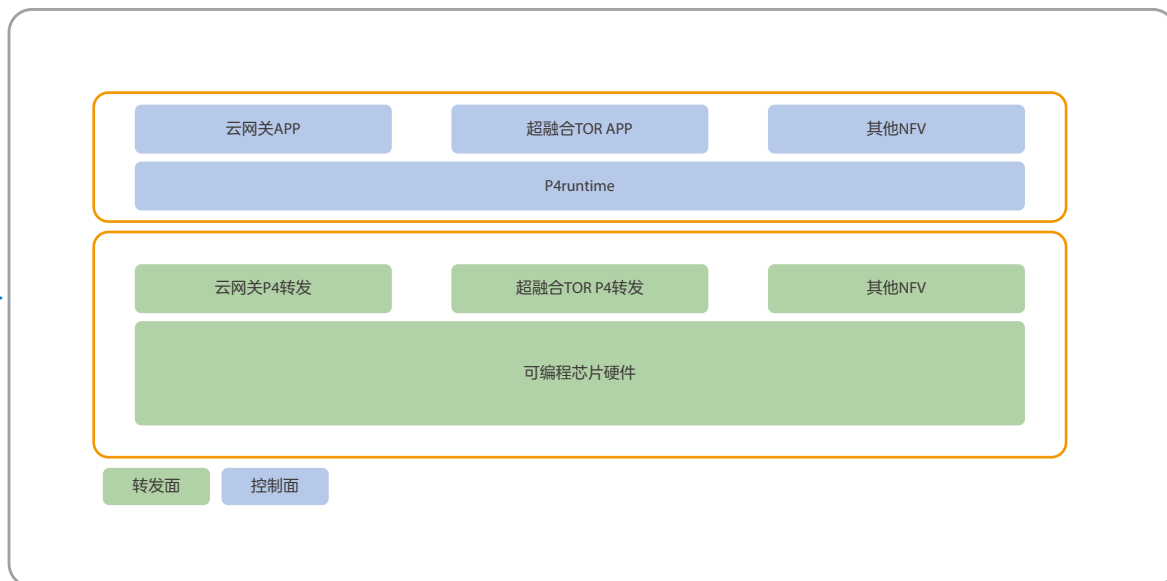 云网关APP
超融合TOR APP
其他NFV
P4runtime
云网关P4转发
超融合TOR P4转发
其他NFV
可编程芯片硬件
转发面
控制面